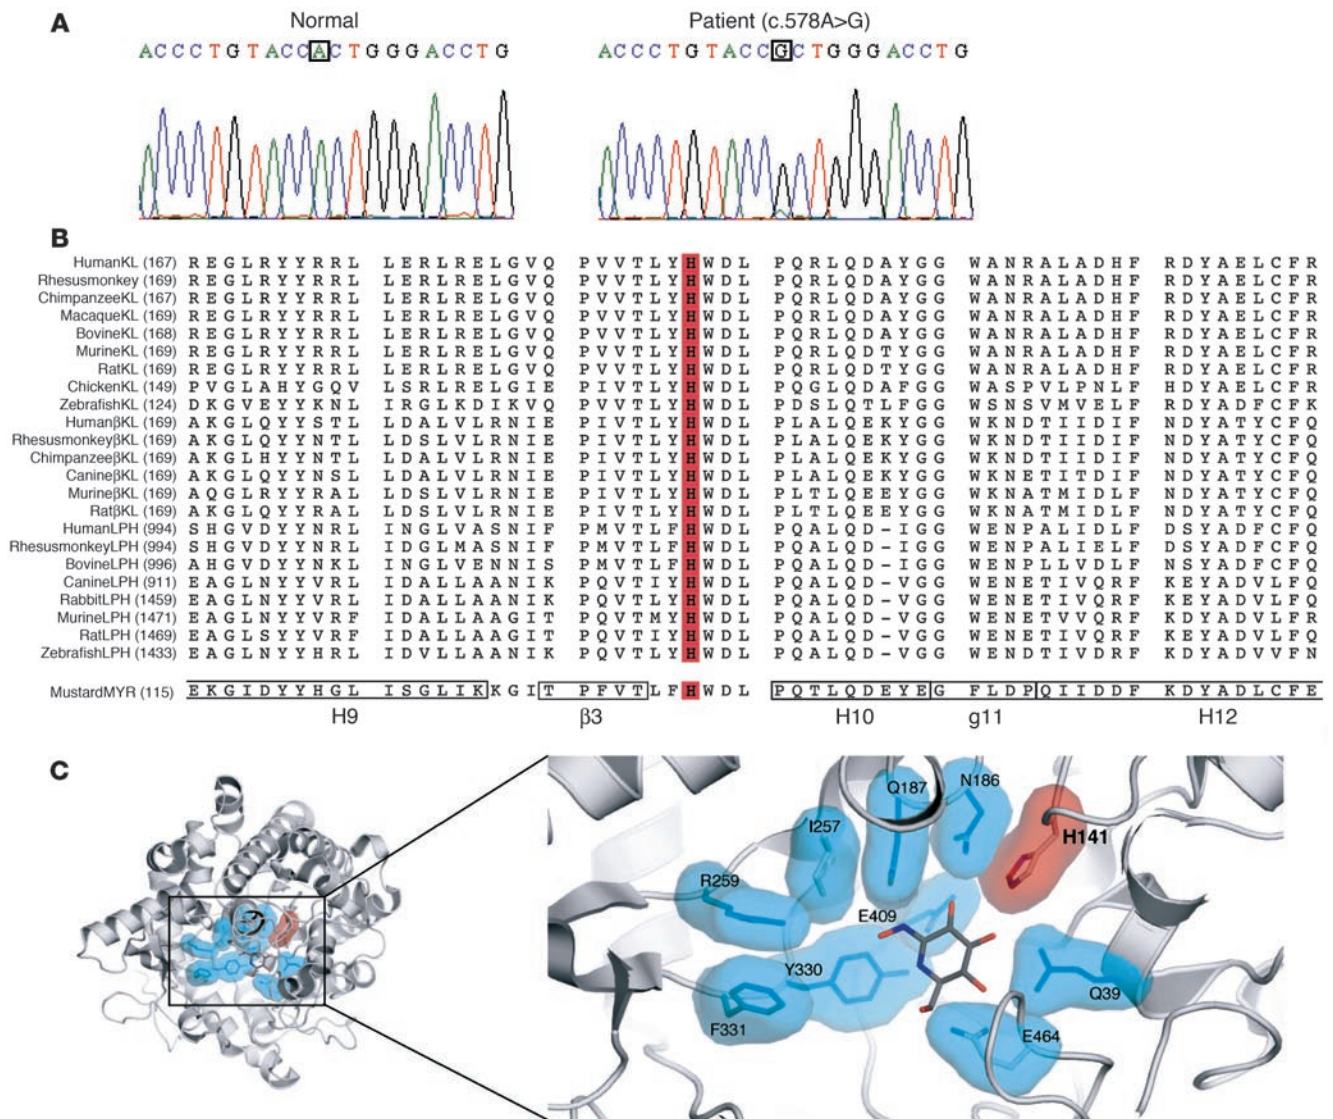 A
Normal
Patient (c.578A>G)
ACCCTGTACCACTGGGACCTG
ACCCTGTACCGCTGGGACCTG
B
HumanKL (167) REGLRYYRRL LERLRELGVQ PVVTLYHWDL PQRLQDAYGG WANRALADHF RDYAELCFR
Rhesusmonkey (169) REGLRYYRRL LERLRELGVQ PVVTLYHWDL PQRLQDAYGG WANRALADHF RDYAELCFR
ChimpanzeeKL (167) REGLRYYRRL LERLRELGVQ PVVTLYHWDL PQRLQDAYGG WANRALADHF RDYAELCFR
MacaqueKL (169) REGLRYYRRL LERLRELGVQ PVVTLYHWDL PQRLQDAYGG WANRALADHF RDYAELCFR
BovineKL (168) REGLRYYRRL LERLRELGVQ PVVTLYHWDL PQRLQDAYGG WANRALADHF RDYAELCFR
MurineKL (169) REGLRYYRRL LERLRELGVQ PVVTLYHWDL PQRLQDTYGG WANRALADHF RDYAELCFR
RatKL (169) REGLRYYRRL LERLRELGVQ PVVTLYHWDL PQRLQDTYGG WANRALADHF RDYAELCFR
ChickenKL (149) PVGLAHYGQV LSRLRELGIE PIVTLYHWDL PQGLQDAFGG WASPVLPNLF HDYAELCFR
ZebrafishKL (124) DKGVEYYKNL IRGLKDIKVQ PVVTLYHWDL PDSLQTLFGG WSNSVMVELF RDYADFCFK
HumanβKL (169) AKGLQYYSTL LDALVLRNIE PIVTLYHWDL PLALQEKYGG WKNDTIIDIF NDYATYCFQ
RhesusmonkeyβKL (169) AKGLQYYNTL LDSLVLRNIE PIVTLYHWDL PLALQEKYGG WKNDTIIDIF NDYATYCFQ
ChimpanzeeβKL (169) AKGLHYYNTL LDALVLRNIE PIVTLYHWDL PLALQEKYGG WKNDTIIDIF NDYATYCFQ
CanineβKL (169) AKGLQYYNSL LDALVLRNIE PIVTLYHWDL PLALQEKYGG WKNETITDIF NDYATYCFQ
MurineβKL (169) AQGLRYYRAL LDSLVLRNIE PIVTLYHWDL PLTLQEEYGG WKNATMIDLF NDYATYCFQ
RatβKL (169) AKGLQYYRAL LDSLVLRNIE PIVTLYHWDL PLTLQEEYGG WKNATMIDLF NDYATYCFQ
HumanLPH (994) SHGVDYYNRL INGLVASNIF PMVTLFHWDL PQALQD-IGG WENPALIDLF DSYADFCFQ
RhesusmonkeyLPH (994) SHGVDYYNRL IDGLMASNIF PMVTLFHWDL PQALQD-IGG WENPALIELF DSYADFCFQ
BovineLPH (996) AHGVDYYNKL INGLVENNIS PMVTLFHWDL PQALQD-IGG WENPLLVDLF NSYADFCFQ
CanineLPH (911) EAGLNYYVRL IDALLAANIK PQVTIYHWDL PQALQD-VGG WENETIVQRF KEYADVLFQ
RabbitLPH (1459) EAGLNYYVRL IDALLAANIK PQVTLYHWDL PQALQD-VGG WENETIVQRF KEYADVLFQ
MurineLPH (1471) EAGLNYYVRF IDALLAAGIT PQVTMYHWDL PQALQD-VGG WENETVVQRF KDYADVLFR
RatLPH (1469) EAGLSYYVRF IDALLAAGIT PQVTIYHWDL PQALQD-VGG WENETIVQRF KEYADVLFQ
ZebrafishLPH (1433) EAGLNYYHRL IDVLLAANIK PQVTLYHWDL PQALQD-VGG WENDTIVDRF KDYADVVFN
MustardMYR (115) EKGIDYYHGL ISGLIKKGIT PFVTLFHWDL PQTLQDEYEG FLDPQIIDDF KDYADLCFE
H9
β3
H10
g11
H12
C
Q187
N186
I257
H141
R259
E409
Y330
Q39
F331
E464